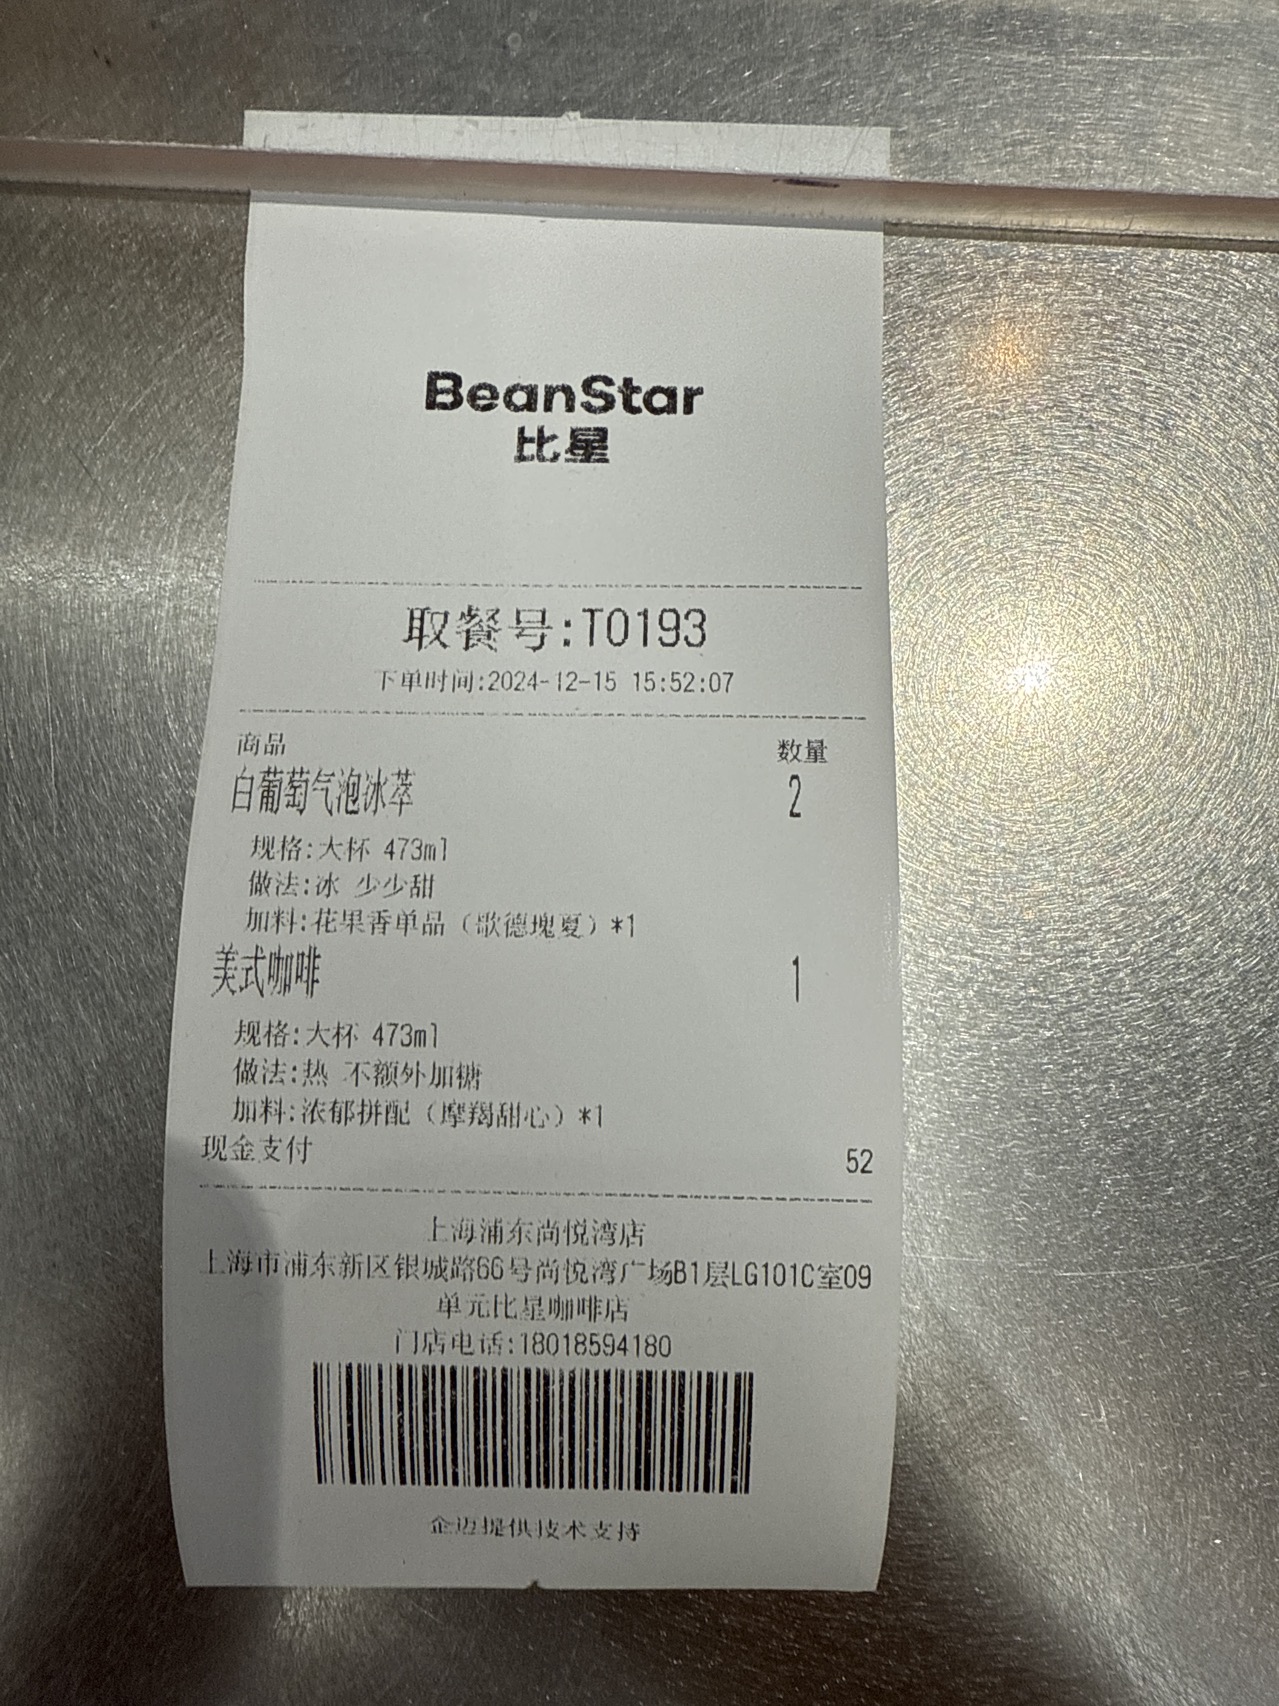 BeanStar
比星
取餐号:T0193
下单时间:2024-12-15 15:52:07
商品 数量
白葡萄气泡冰萃 2
规格:大杯 473ml
做法:冰 少少甜
加料:花果香单品（歌德瑰夏）*1
美式咖啡 1
规格:大杯 473ml
做法:热 不额外加糖
加料:浓郁拼配（摩羯甜心）*1
现金支付 52
上海浦东尚悦湾店
上海市浦东新区银城路66号尚悦湾广场B1层LG101C室09
单元比星咖啡店
门店电话:18018594180
企迈提供技术支持